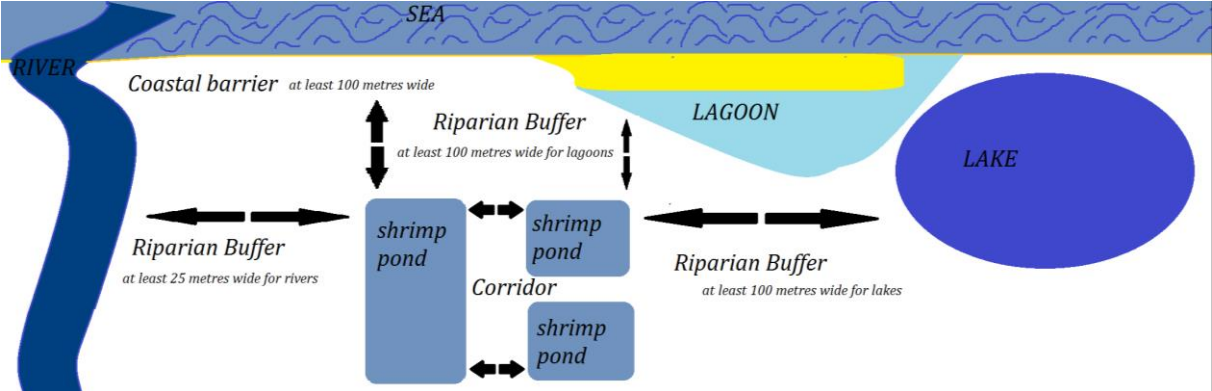 SEA
RIVER
Coastal barrier at least 100 metres wide
Riparian Buffer
at least 100 metres wide for lagoons
LAGOON
LAKE
Riparian Buffer
at least 25 metres wide for rivers
shrimp
pond
shrimp
pond
Corridor
shrimp
pond
Riparian Buffer
at least 100 metres wide for lakes